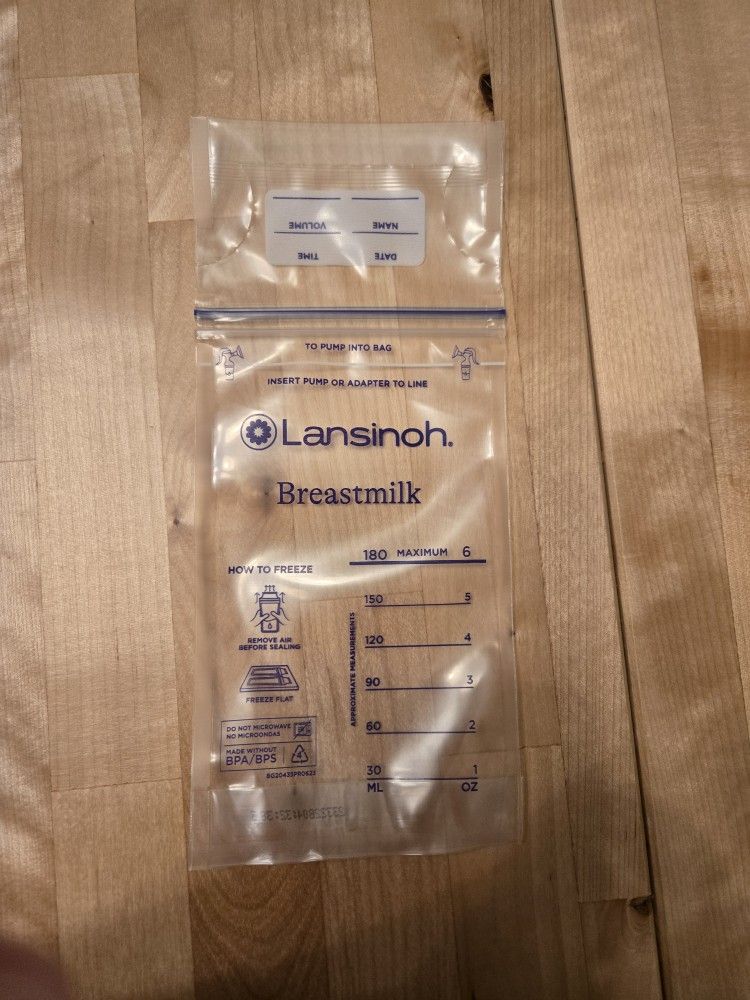 VOLUME NAME
TIME DATE
TO PUMP INTO BAG
INSERT PUMP OR ADAPTER TO LINE
Lansinoh®
Breastmilk
180 MAXIMUM 6
HOW TO FREEZE
150 5
120 4
90 3
60 2
30 1
ML OZ
APPROXIMATE MEASUREMENTS
REMOVE AIR
BEFORE SEALING
FREEZE FLAT
DO NOT MICROWAVE
NO MICROONDAS
MADE WITHOUT
BPA/BPS
4
BG20433PR0623